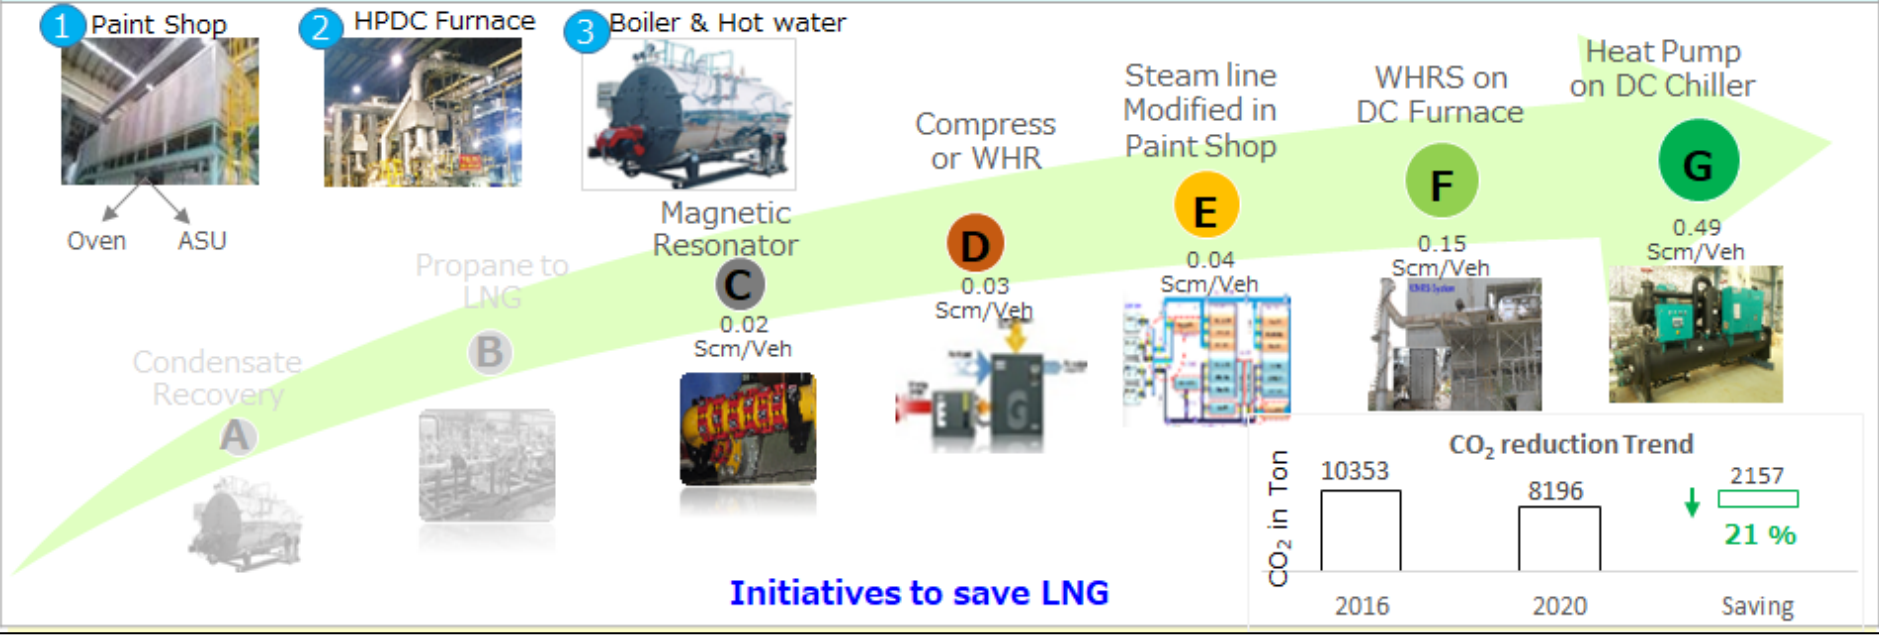 1 Paint Shop
2 HPDC Furnace
3 Boiler & Hot water
Oven
ASU
Condensate
Recovery
A
Propane to
LNG
B
Magnetic
Resonator
C
0.02
Scm/Veh
Compress
or WHR
D
0.03
Scm/Veh
G
Steam line
Modified in
Paint Shop
E
0.04
Scm/Veh
WHRS on
DC Furnace
F
0.15
Scm/Veh
Heat Pump
on DC Chiller
G
0.49
Scm/Veh
Initiatives to save LNG
CO₂ reduction Trend
CO₂ in Ton
10353
8196
2157
21 %
2016
2020
Saving